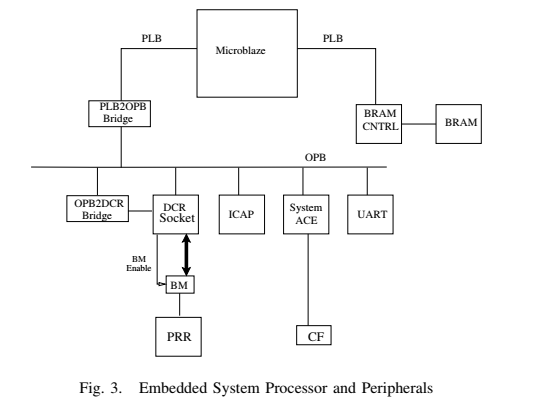 PLB
PLB
Microblaze
PLB2OPB
Bridge
BRAM
CNTRL
BRAM
OPB
OPB2DCR
Bridge
DCR
Socket
ICAP
System
ACE
UART
BM
Enable
BM
PRR
CF
Fig. 3. Embedded System Processor and Peripherals